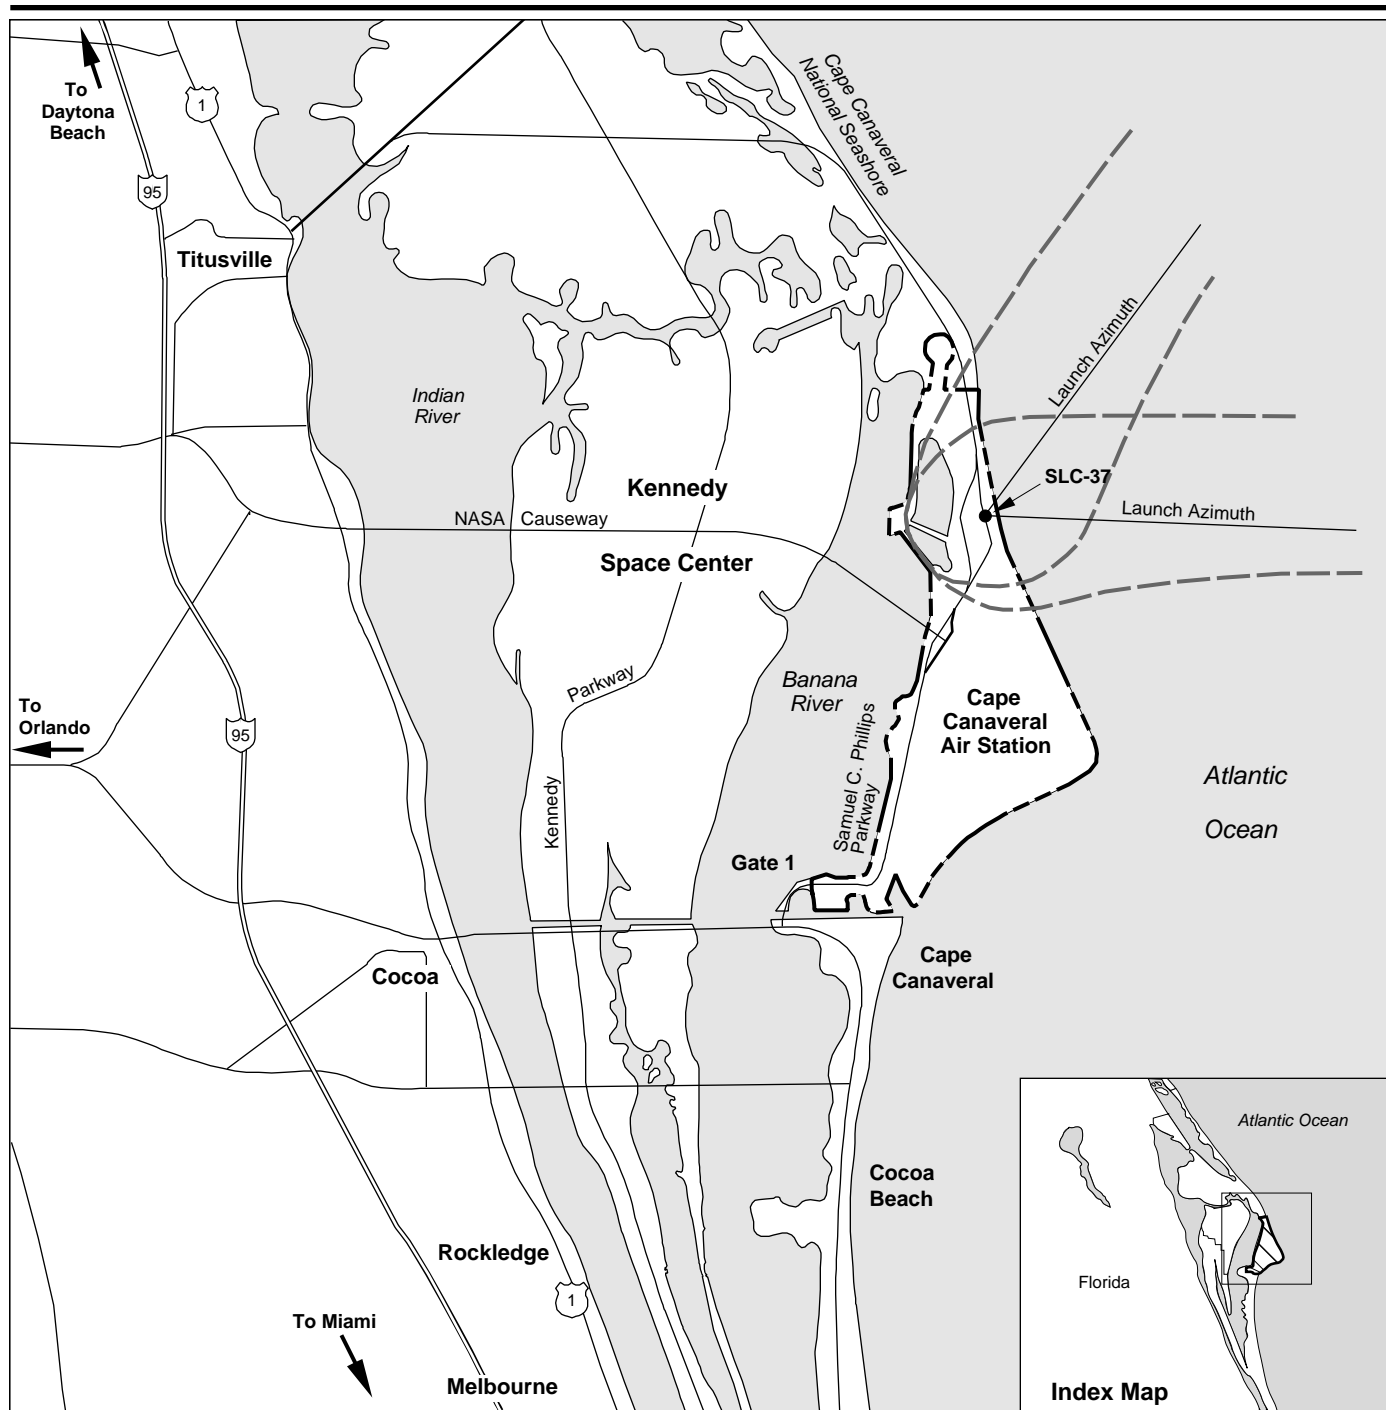 To
Daytona
Beach
1
95
Titusville
Cape Canaveral
National Seashore
Indian
River
Launch Azimuth
Kennedy
SLC-37
NASA Causeway
Launch Azimuth
Space Center
To
Orlando
95
Parkway
Banana
River
Cape
Canaveral
Air Station
Samuel C. Phillips
Parkway
Kennedy
Atlantic
Ocean
Gate 1
Cocoa
Cape
Canaveral
Cocoa
Beach
Rockledge
1
To Miami
Melbourne
Atlantic Ocean
Florida
Index Map